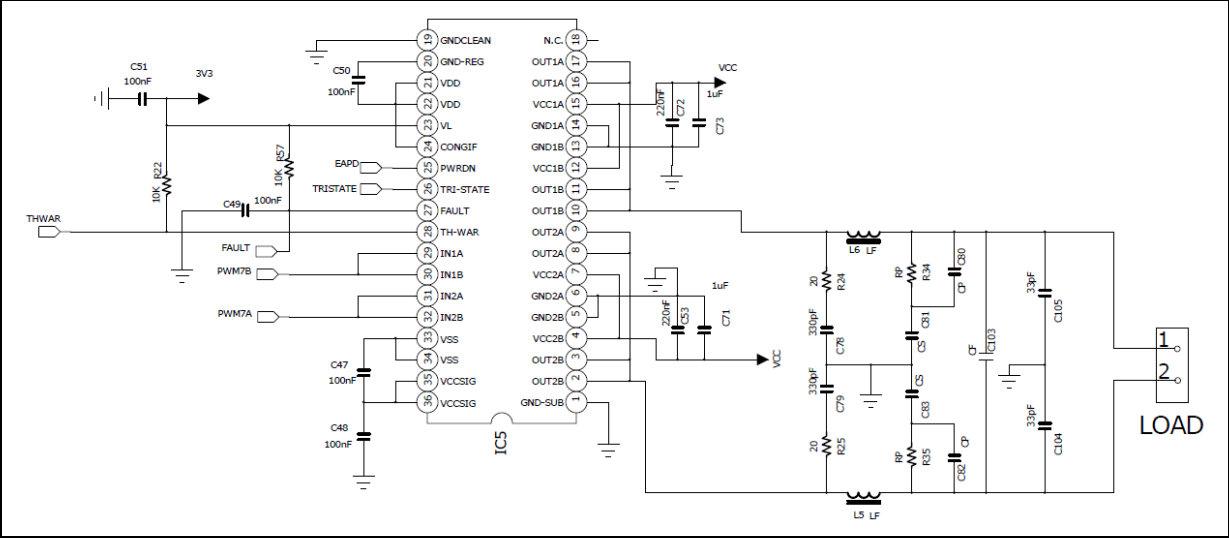 C51
100nF
3V3
19 GNDCLEAN
20 GND-REG
21 VDD
22 VDD
23 VL
24 CONGIF
25 PWRDN
26 TRI-STATE
27 FAULT
28 TH-WAR
29 IN1A
30 IN1B
31 IN2A
32 IN2B
33 VSS
34 VSS
35 VCCSIG
36 VCCSIG
N.C. 18
OUT1A 17
OUT1A 16
VCC1A 15
GND1A 14
GND1B 13
VCC1B 12
OUT1B 11
OUT1B 10
OUT2A 9
OUT2A 8
VCC2A 7
GND2A 6
GND2B 5
VCC2B 4
OUT2B 3
OUT2B 2
GND-SUB 1
IC5
C50
100nF
10K R22
10K R57
EAPD
TRISTATE
C49
100nF
THWAR
FAULT
PWM7B
PWM7A
C47
100nF
C48
100nF
VCC
220nF
C72
1uF
C73
220nF
C53
1uF
C71
VCC
L6 LF
20
R24
330pF
C78
330pF
C79
20
R25
RP
R34
C80
CP
C81
CS
CS
C83
RP
R35
CP
C82
CF
C103
33pF
C105
33pF
C104
L5 LF
1
2
LOAD